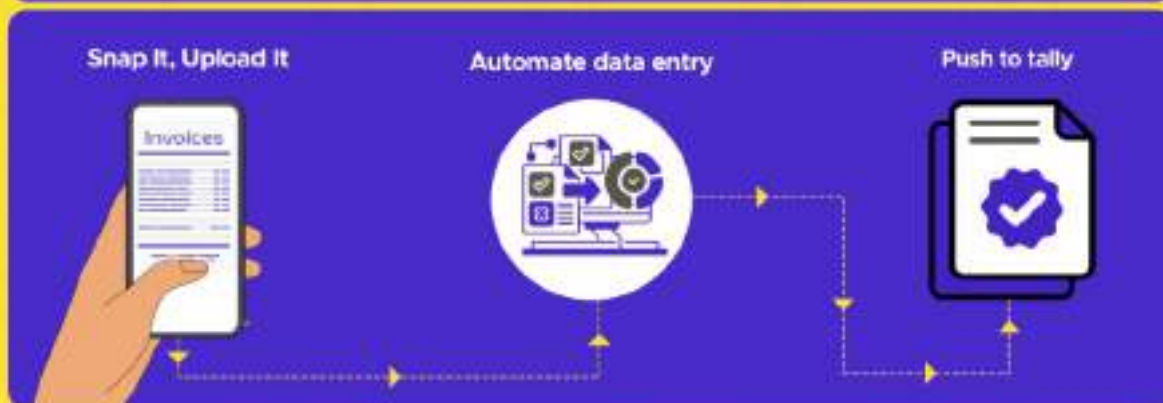 Snap It, Upload It
Automate data entry
Push to tally
Invoices